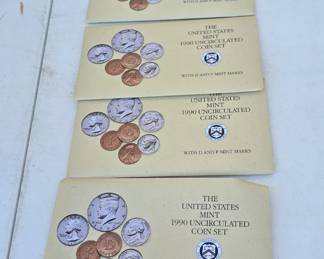 WITH D AND P MINT MARKS
THE
UNITED STATES
MINT
1990 UNCIRCULATED
COIN SET
WITH D AND P MINT MARKS
THE
UNITED STATES
MINT
1990 UNCIRCULATED
COIN SET
WITH D AND P MINT MARKS
THE
UNITED STATES
MINT
1990 UNCIRCULATED
COIN SET